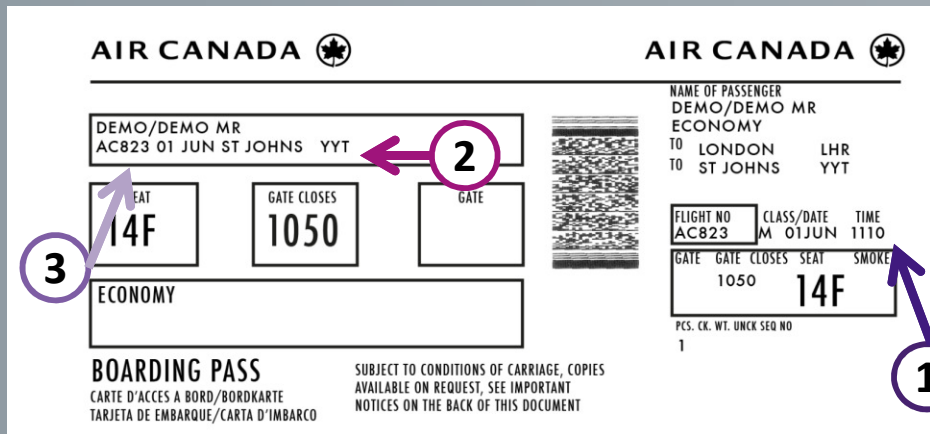 AIR CANADA
DEMO/DEMO MR
AC823 01 JUN ST JOHNS YYT
2
14F
GATE CLOSES
1050
GATE
3
ECONOMY
BOARDING PASS
CARTE D'ACCES A BORD/BORDKARTE
TARJETA DE EMBARQUE/CARTA D'IMBARCO
SUBJECT TO CONDITIONS OF CARRIAGE, COPIES
AVAILABLE ON REQUEST, SEE IMPORTANT
NOTICES ON THE BACK OF THIS DOCUMENT
AIR CANADA
NAME OF PASSENGER
DEMO/DEMO MR
ECONOMY
TO LONDON LHR
TO ST JOHNS YYT
FLIGHT NO CLASS/DATE TIME
AC823 M 01JUN 1110
GATE GATE CLOSES SEAT SMOKE
1050 14F
PCS. CK. WT. UNCK SEQ NO
1
1